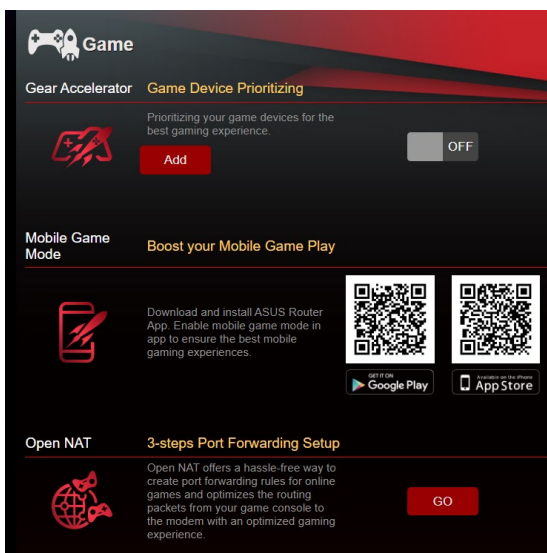 Game
Gear Accelerator
Game Device Prioritizing
Prioritizing your game devices for the
best gaming experience.
Add
OFF
Mobile Game
Mode
Boost your Mobile Game Play
Download and install ASUS Router
App. Enable mobile game mode in
app to ensure the best mobile
gaming experiences.
GET IT ON
Google Play
Available on the iPhone
App Store
Open NAT
3-steps Port Forwarding Setup
Open NAT offers a hassle-free way to
create port forwarding rules for online
games and optimizes the routing
packets from your game console to
the modem with an optimized gaming
experience.
GO